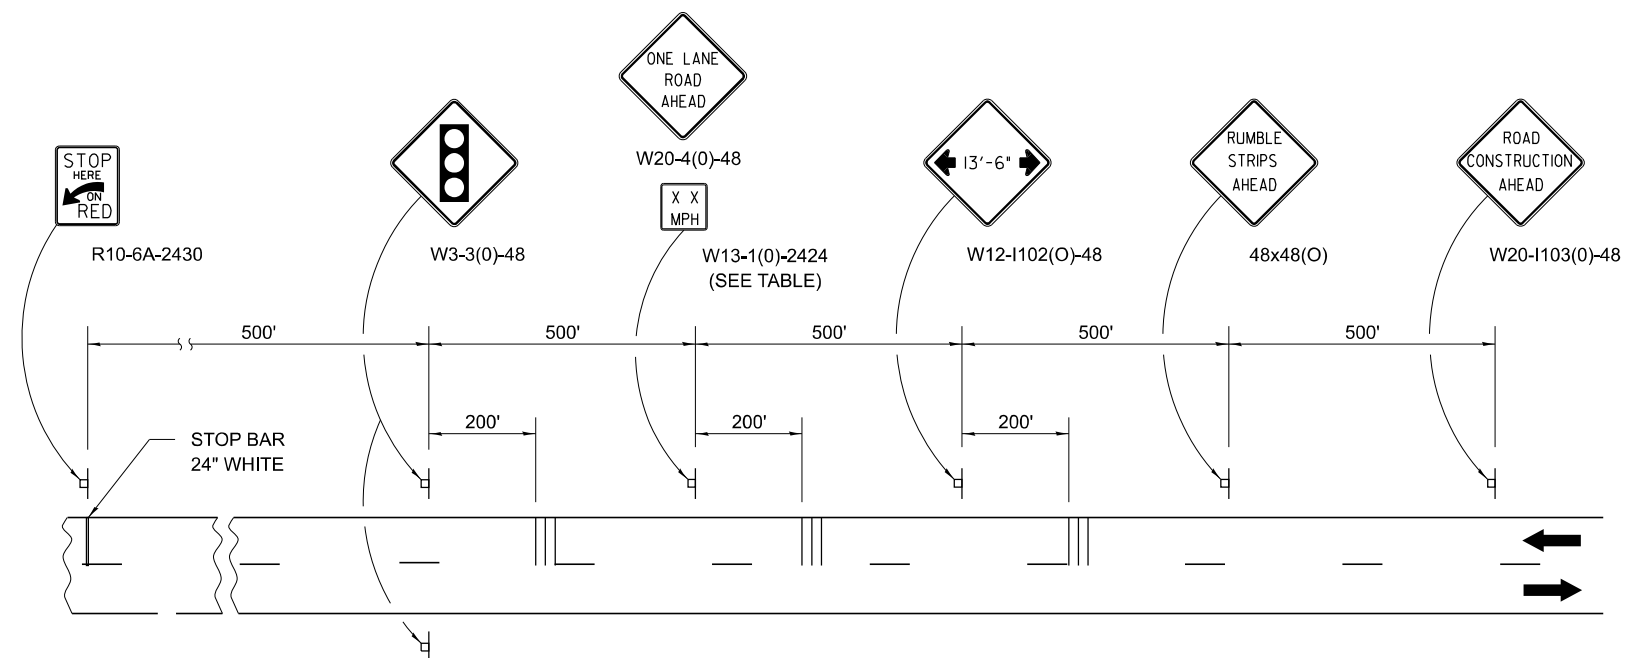 ONE LANE
ROAD
AHEAD
W20-4(0)-48
STOP
HERE
ON
RED
R10-6A-2430
W3-3(0)-48
X X
MPH
W13-1(0)-2424
(SEE TABLE)
13'-6"
W12-I102(O)-48
RUMBLE
STRIPS
AHEAD
48x48(O)
ROAD
CONSTRUCTION
AHEAD
W20-I103(0)-48
500'
500'
500'
500'
500'
200'
200'
200'
STOP BAR
24" WHITE